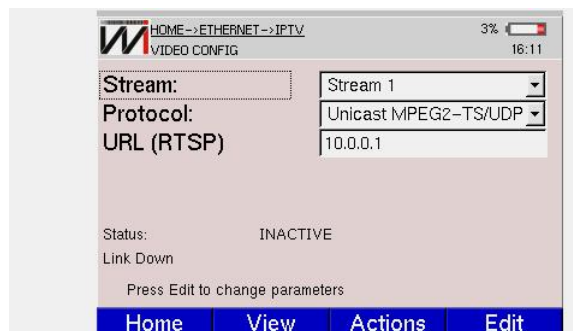 HOME->ETHERNET->IPTV 3%
VIDEO CONFIG 16:11
Stream: Stream 1
Protocol: Unicast MPEG2-TS/UDP
URL (RTSP) 10.0.0.1
Status: INACTIVE
Link Down
Press Edit to change parameters
Home View Actions Edit